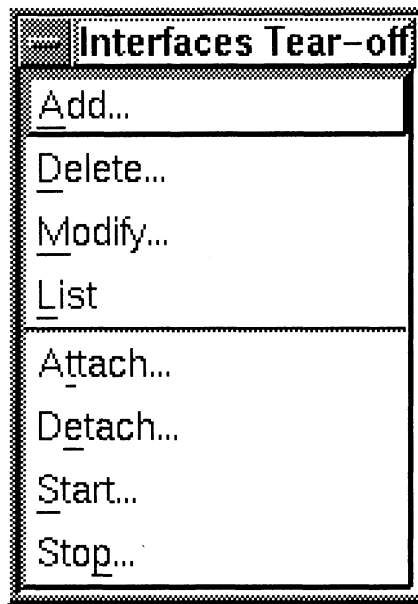 Interfaces Tear-off
Add...
Delete...
Modify...
List
Attach...
Detach...
Start...
Stop...